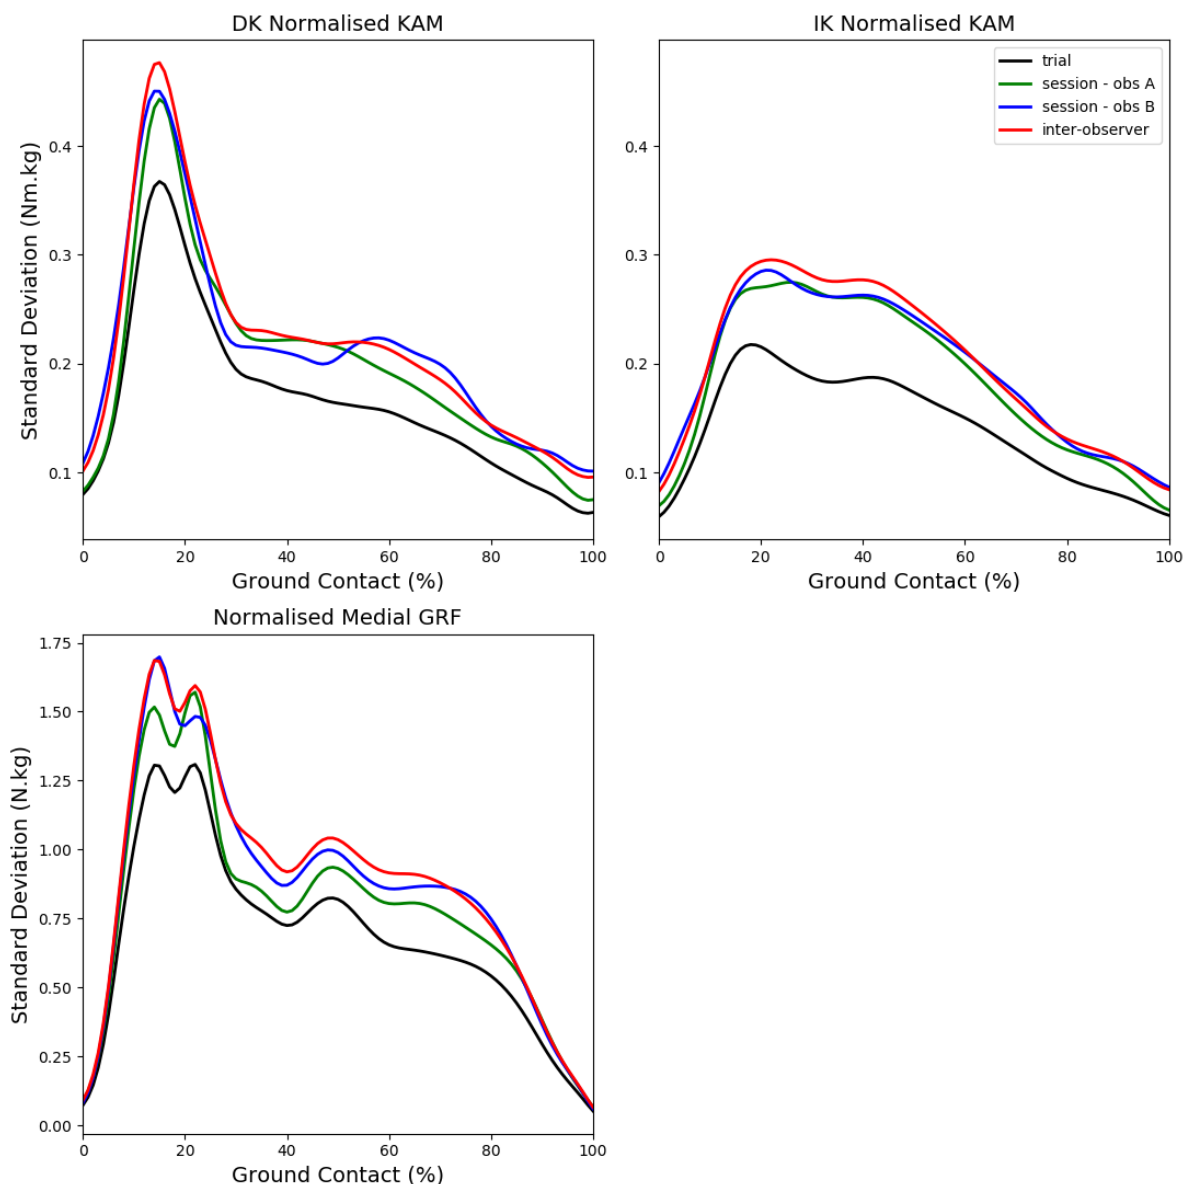 DK Normalised KAM
Standard Deviation (Nm.kg)
0.4
0.3
0.2
0.1
0 20 40 60 80 100
Ground Contact (%)
IK Normalised KAM
trial
session - obs A
session - obs B
inter-observer
0.4
0.3
0.2
0.1
0 20 40 60 80 100
Ground Contact (%)
Normalised Medial GRF
Standard Deviation (N.kg)
1.75
1.50
1.25
1.00
0.75
0.50
0.25
0.00
0 20 40 60 80 100
Ground Contact (%)